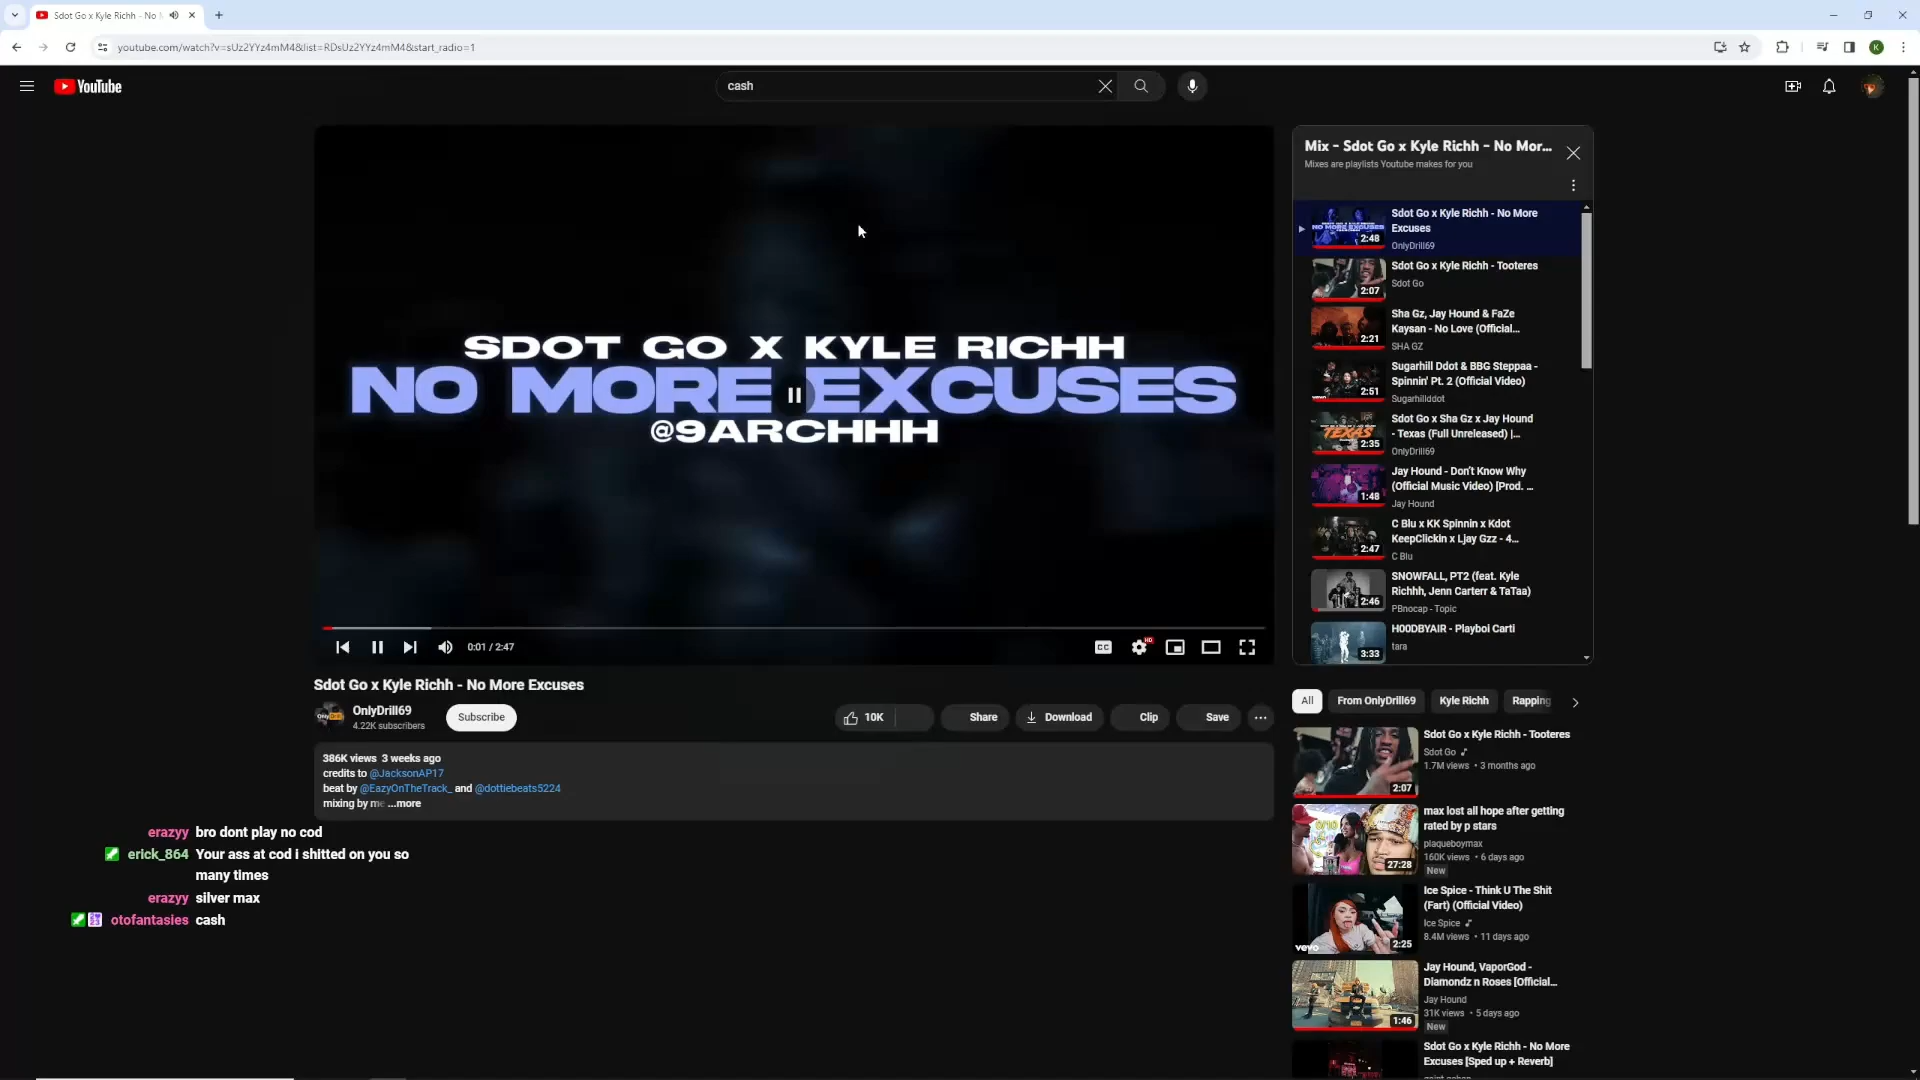 Sdot Go x Kyle Richh - No
youtube.com/watch?v=sUz2YYz4mM4&list=RDsUz2YYz4mM4&start_radio=1
K
YouTube
cash
SDOT GO X KYLE RICHH
NO MORE EXCUSES
@9ARCHHH
0:01 / 2:47
CC
HD
Sdot Go x Kyle Richh - No More Excuses
OnlyDrill69
4.22K subscribers
Subscribe
10K
Share
Download
Clip
Save
386K views 3 weeks ago
credits to @JacksonAP17
beat by @EazyOnTheTrack_ and @dottiebeats5224
mixing by me ...more
erazyy bro dont play no cod
erick_864 Your ass at cod i shitted on you so
many times
erazyy silver max
otofantasies cash
Mix - Sdot Go x Kyle Richh - No Mor...
Mixes are playlists Youtube makes for you
NO MORE EXCUSES
2:48
Sdot Go x Kyle Richh - No More
Excuses
OnlyDrill69
2:07
Sdot Go x Kyle Richh - Tooteres
Sdot Go
2:21
Sha Gz, Jay Hound & FaZe
Kaysan - No Love (Official...
SHA GZ
2:51
Sugarhill Ddot & BBG Steppaa -
Spinnin' Pt. 2 (Official Video)
Sugarhillddot
TEXAS
2:35
Sdot Go x Sha Gz x Jay Hound
- Texas (Full Unreleased) |...
OnlyDrill69
1:48
Jay Hound - Don't Know Why
(Official Music Video) [Prod. ...
Jay Hound
2:47
C Blu x KK Spinnin x Kdot
KeepClickin x Ljay Gzz - 4...
C Blu
2:46
SNOWFALL, PT2 (feat. Kyle
Richhh, Jenn Carterr & TaTaa)
PBnocap - Topic
3:33
H00DBYAIR - Playboi Carti
tara
All
From OnlyDrill69
Kyle Richh
Rapping
2:07
Sdot Go x Kyle Richh - Tooteres
Sdot Go
1.7M views • 3 months ago
27:28
max lost all hope after getting
rated by p stars
plaqueboymax
160K views • 6 days ago
New
vevo
2:25
Ice Spice - Think U The Shit
(Fart) (Official Video)
Ice Spice
8.4M views • 11 days ago
1:46
Jay Hound, VaporGod -
Diamondz n Roses [Official...
Jay Hound
31K views • 5 days ago
New
Sdot Go x Kyle Richh - No More
Excuses [Sped up + Reverb]